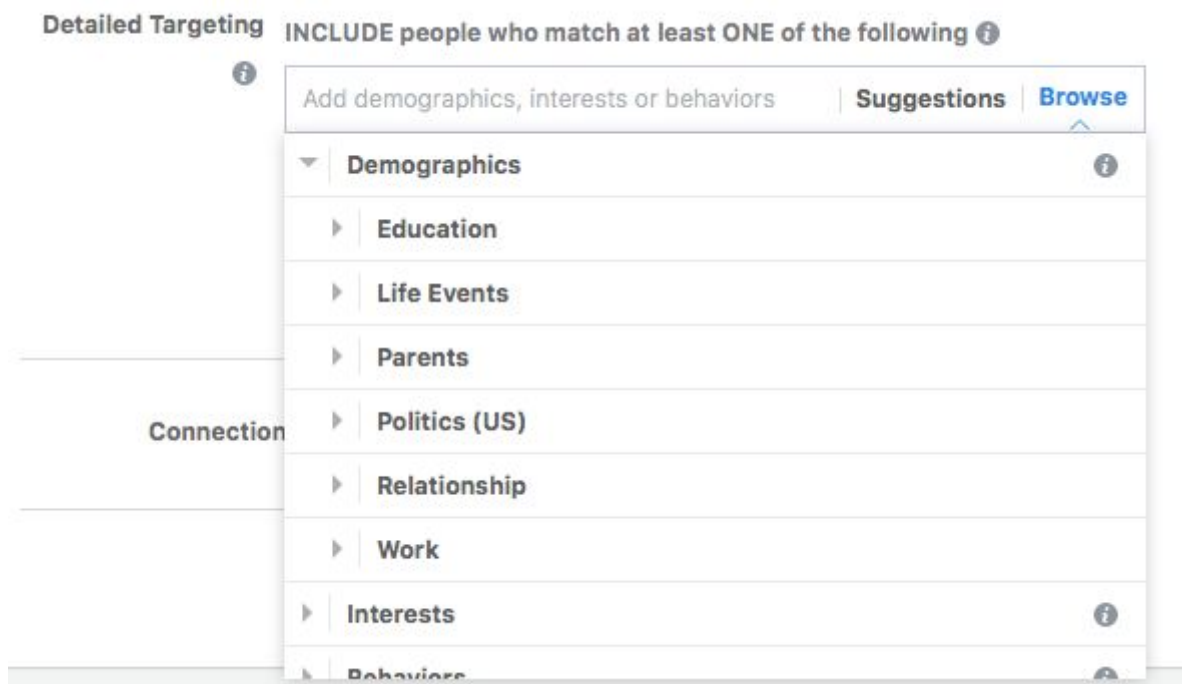 Detailed Targeting
INCLUDE people who match at least ONE of the following
Add demographics, interests or behaviors
Suggestions
Browse
Demographics
Education
Life Events
Parents
Politics (US)
Connection
Relationship
Work
Interests
Behaviors